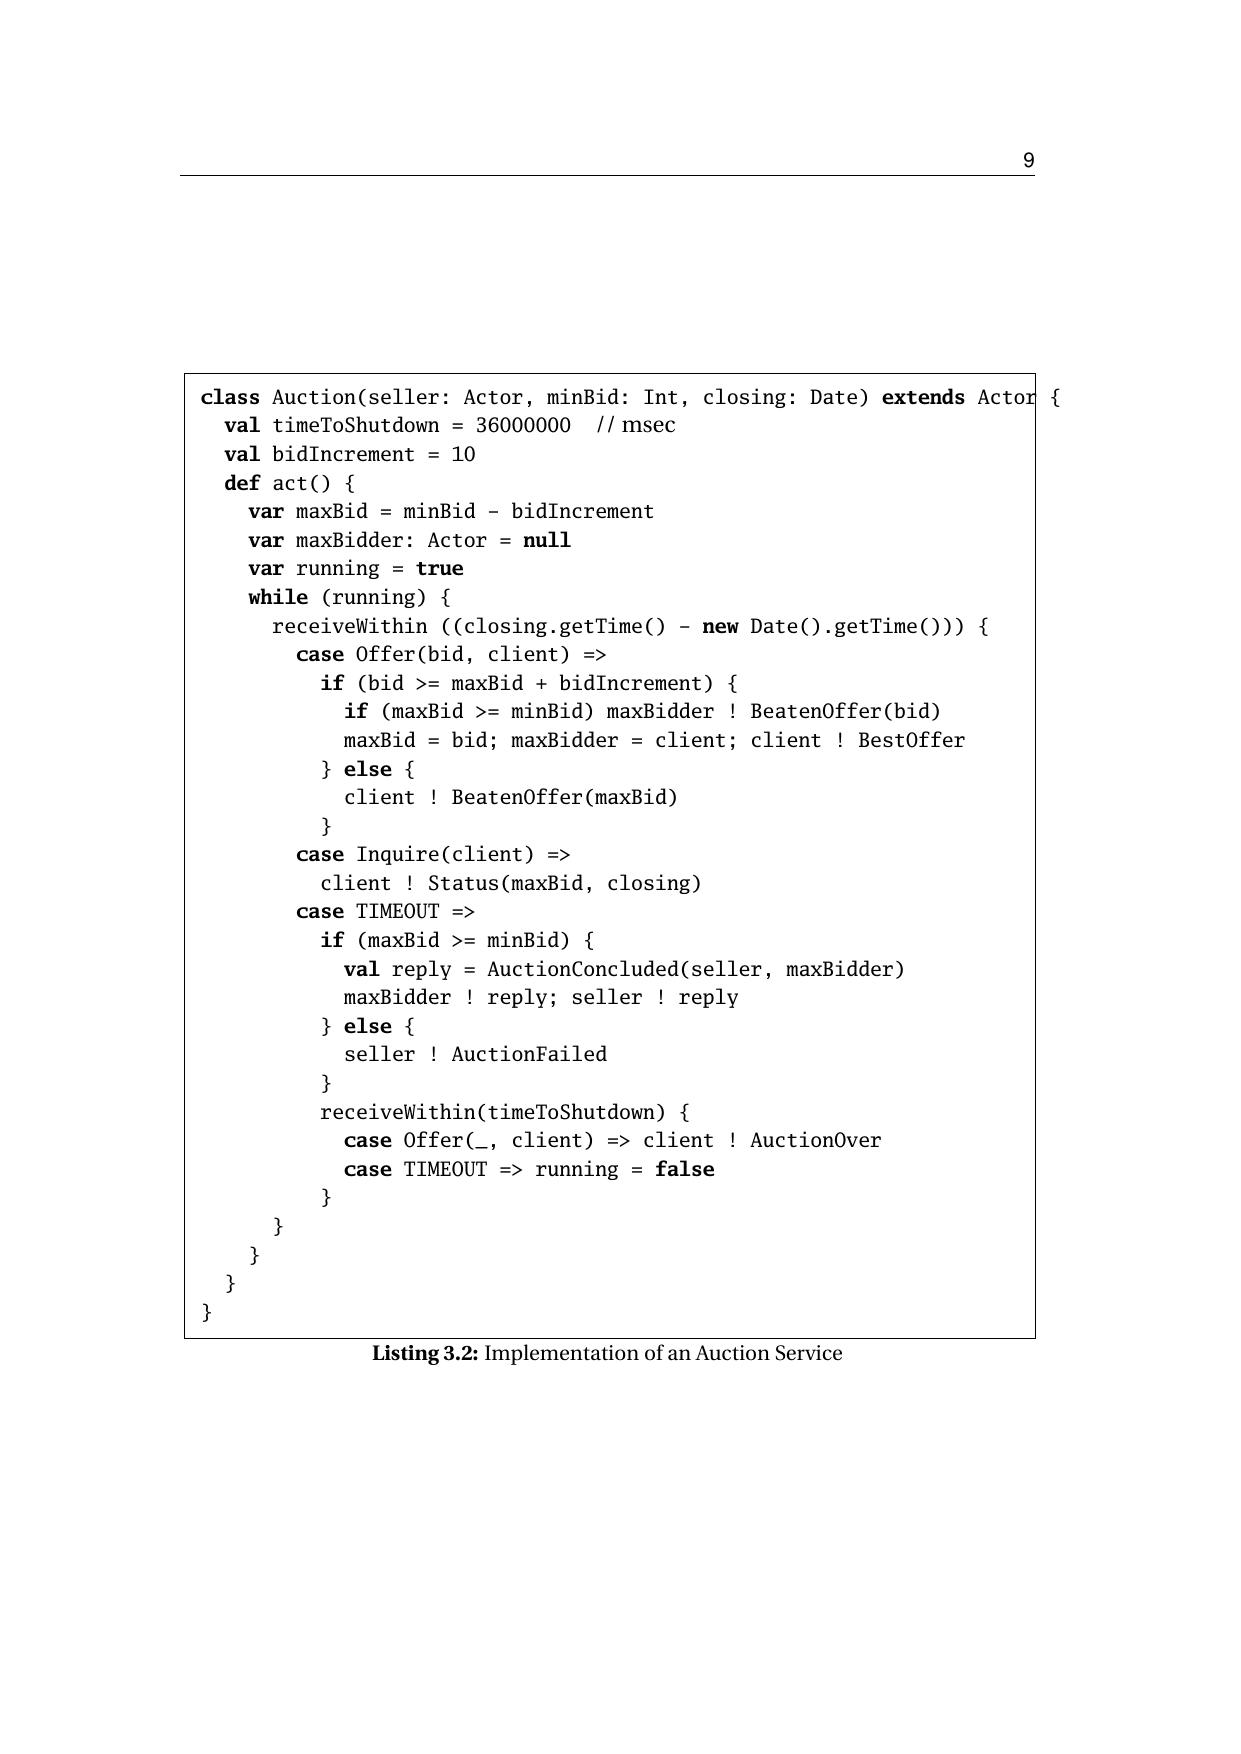 9
class Auction(seller: Actor, minBid: Int, closing: Date) extends Actor {
  val timeToShutdown = 36000000  // msec
  val bidIncrement = 10
  def act() {
    var maxBid = minBid – bidIncrement
    var maxBidder: Actor = null
    var running = true
    while (running) {
      receiveWithin ((closing.getTime() – new Date().getTime())) {
        case Offer(bid, client) =>
          if (bid >= maxBid + bidIncrement) {
            if (maxBid >= minBid) maxBidder ! BeatenOffer(bid)
            maxBid = bid; maxBidder = client; client ! BestOffer
          } else {
            client ! BeatenOffer(maxBid)
          }
        case Inquire(client) =>
          client ! Status(maxBid, closing)
        case TIMEOUT =>
          if (maxBid >= minBid) {
            val reply = AuctionConcluded(seller, maxBidder)
            maxBidder ! reply; seller ! reply
          } else {
            seller ! AuctionFailed
          }
          receiveWithin(timeToShutdown) {
            case Offer(_, client) => client ! AuctionOver
            case TIMEOUT => running = false
          }
      }
    }
  }
}
Listing 3.2: Implementation of an Auction Service